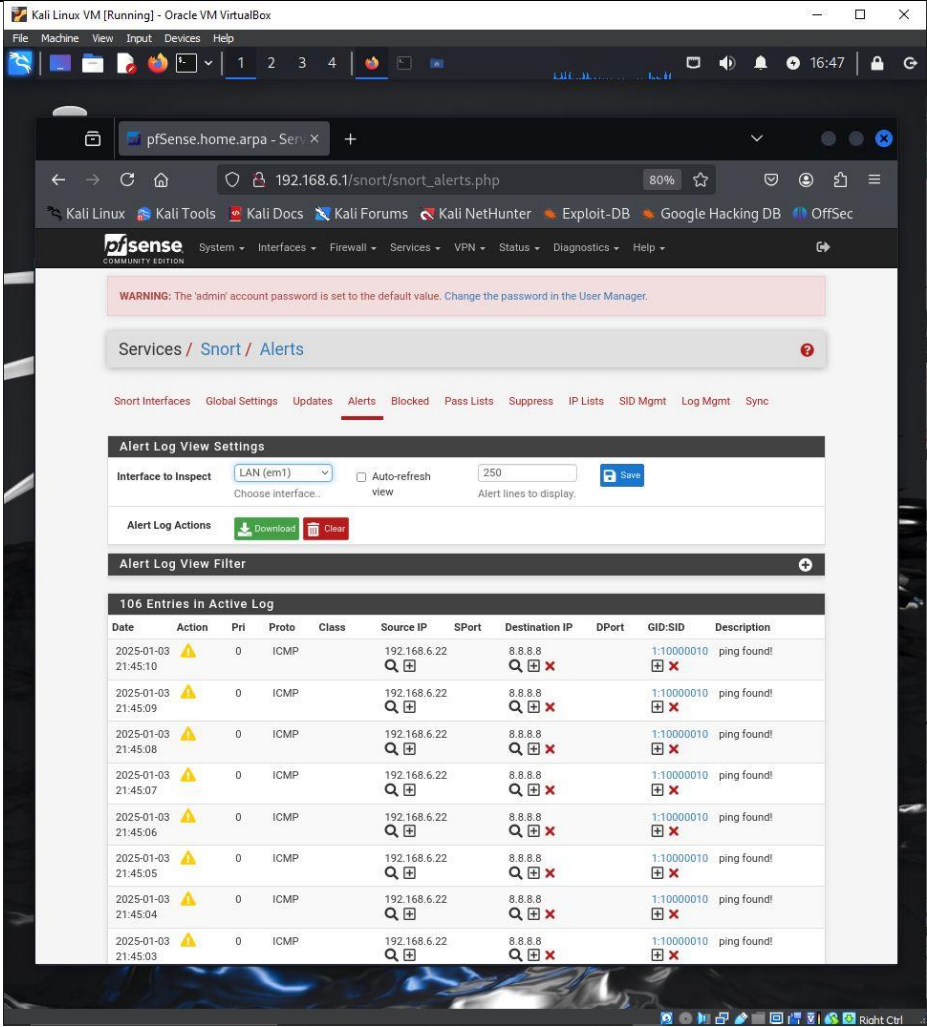 Kali Linux VM [Running] - Oracle VM VirtualBox
File Machine View Input Devices Help
1 2 3 4 16:47
pfSense.home.arpa - Serv
192.168.6.1/snort/snort_alerts.php 80%
Kali Linux Kali Tools Kali Docs Kali Forums Kali NetHunter Exploit-DB Google Hacking DB OffSec
pfsense System Interfaces Firewall Services VPN Status Diagnostics Help
COMMUNITY EDITION
WARNING: The 'admin' account password is set to the default value. Change the password in the User Manager.
Services / Snort / Alerts
Snort Interfaces Global Settings Updates Alerts Blocked Pass Lists Suppress IP Lists SID Mgmt Log Mgmt Sync
Alert Log View Settings
Interface to Inspect LAN (em1) Auto-refresh view 250 Save
Choose interface.. Alert lines to display.
Alert Log Actions Download Clear
Alert Log View Filter
106 Entries in Active Log
Date Action Pri Proto Class Source IP SPort Destination IP DPort GID:SID Description
2025-01-03 0 ICMP 192.168.6.22 8.8.8.8 1:10000010 ping found!
21:45:10
2025-01-03 0 ICMP 192.168.6.22 8.8.8.8 1:10000010 ping found!
21:45:09
2025-01-03 0 ICMP 192.168.6.22 8.8.8.8 1:10000010 ping found!
21:45:08
2025-01-03 0 ICMP 192.168.6.22 8.8.8.8 1:10000010 ping found!
21:45:07
2025-01-03 0 ICMP 192.168.6.22 8.8.8.8 1:10000010 ping found!
21:45:06
2025-01-03 0 ICMP 192.168.6.22 8.8.8.8 1:10000010 ping found!
21:45:05
2025-01-03 0 ICMP 192.168.6.22 8.8.8.8 1:10000010 ping found!
21:45:04
2025-01-03 0 ICMP 192.168.6.22 8.8.8.8 1:10000010 ping found!
21:45:03
Right Ctrl